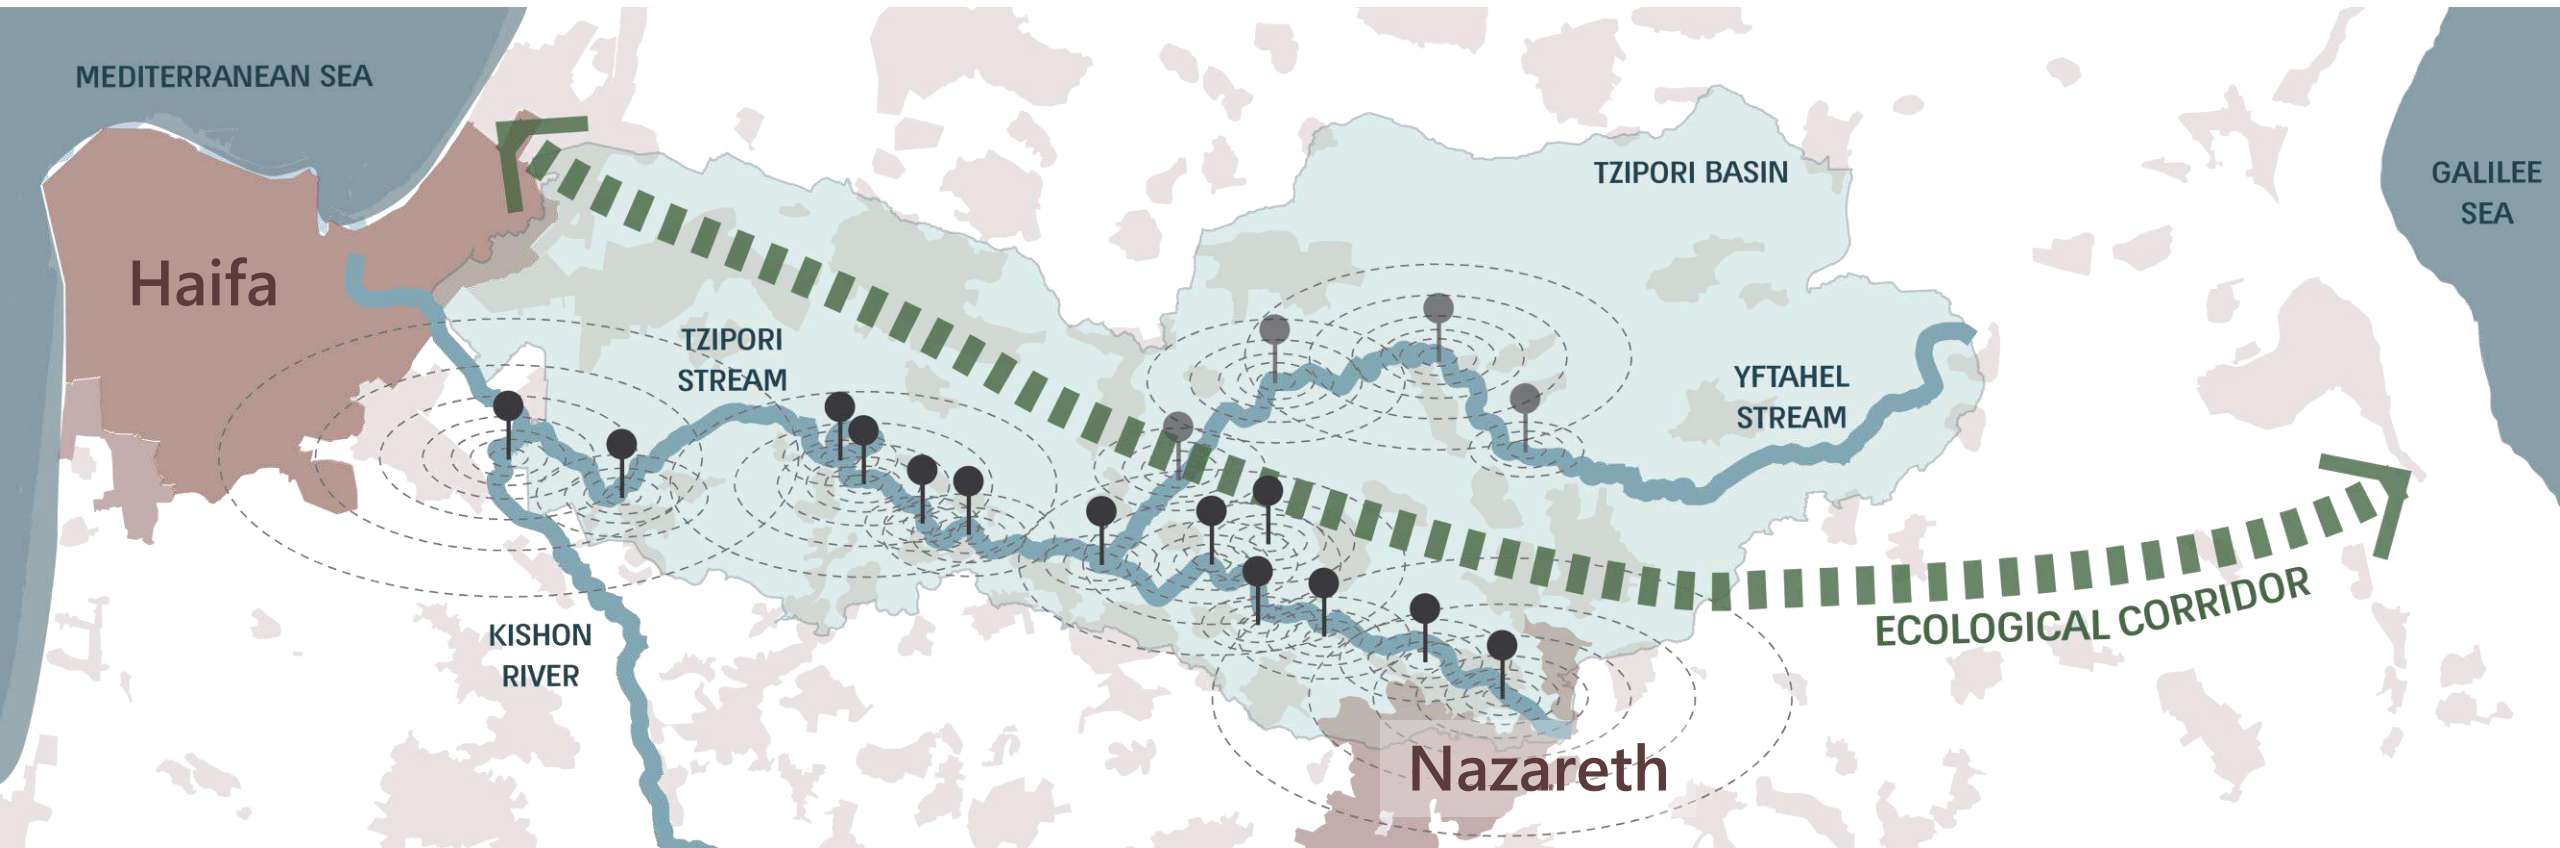 MEDITERRANEAN SEA
Haifa
TZIPORI
STREAM
KISHON
RIVER
TZIPORI BASIN
YFTAHEL
STREAM
GALILEE
SEA
ECOLOGICAL CORRIDOR
Nazareth